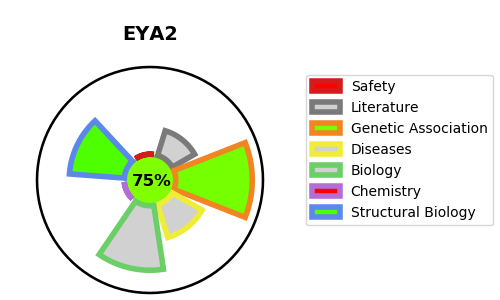 EYA2
75%
Safety
Literature
Genetic Association
Diseases
Biology
Chemistry
Structural Biology